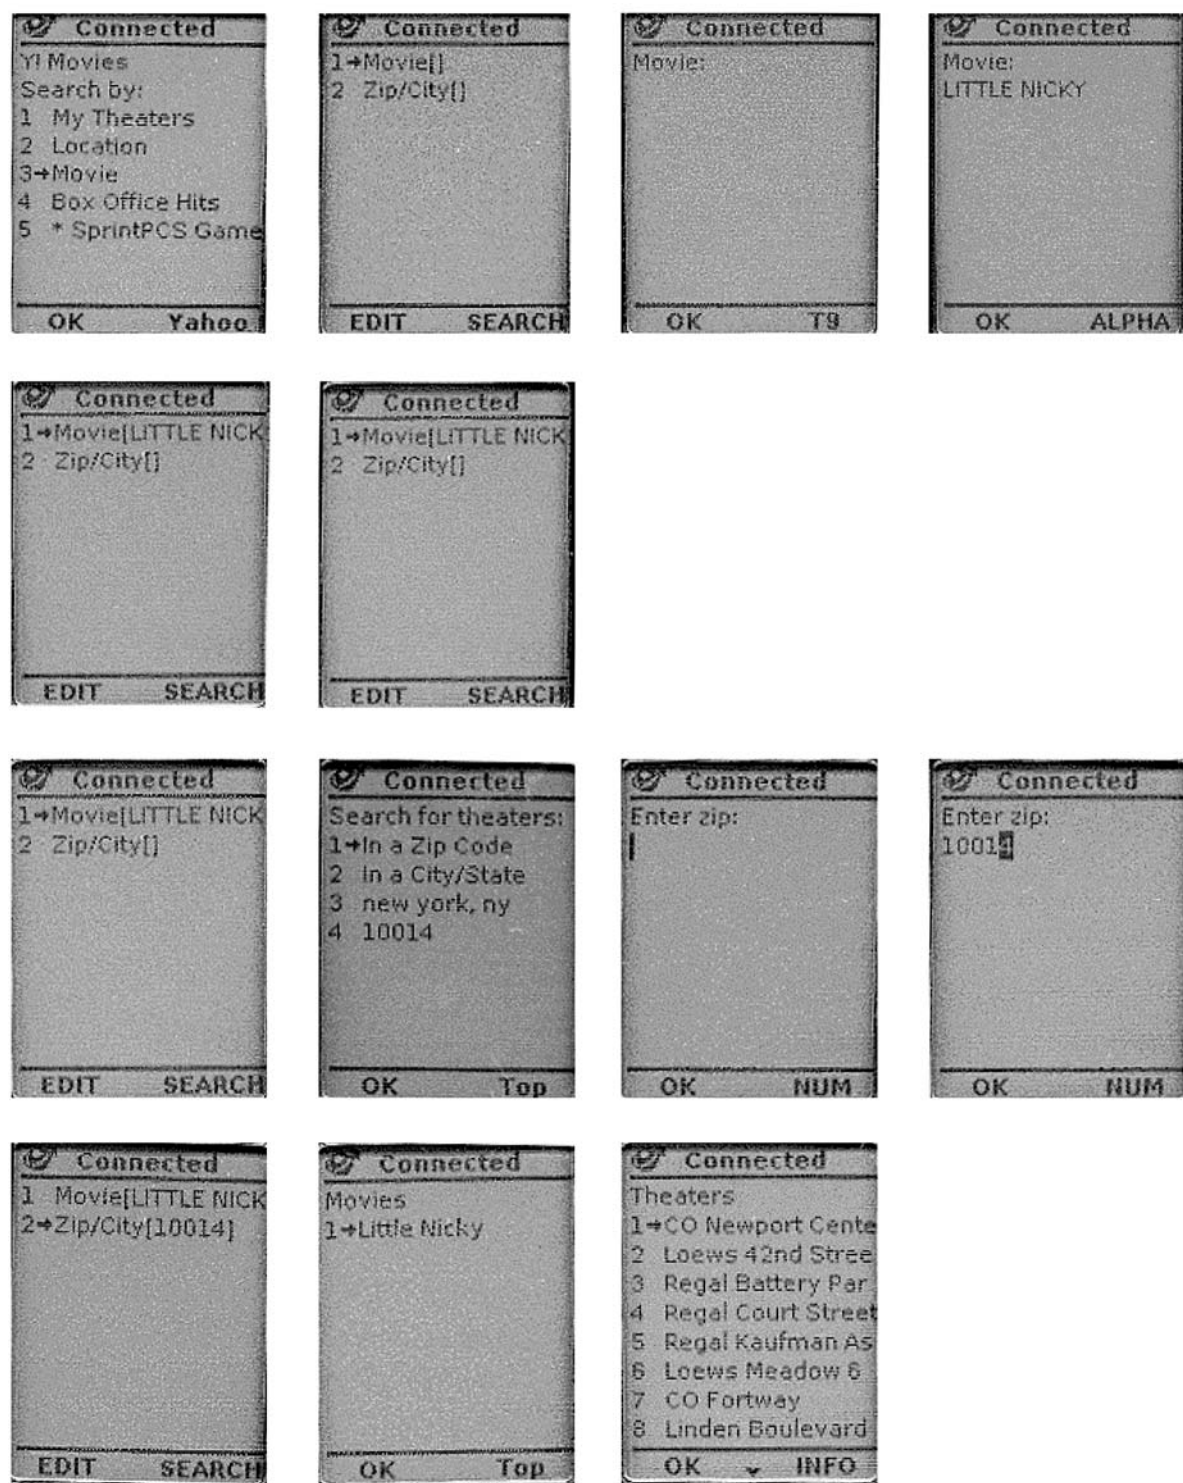 Connected
Y! Movies
Search by:
1 My Theaters
2 Location
3→Movie
4 Box Office Hits
5 * SprintPCS Game
OK Yahoo
Connected
1→Movie[]
2 Zip/City[]
EDIT SEARCH
Connected
Movie:
OK T9
Connected
Movie:
LITTLE NICKY
OK ALPHA
Connected
1→Movie[LITTLE NICK
2 Zip/City[]
EDIT SEARCH
Connected
1→Movie[LITTLE NICK
2 Zip/City[]
EDIT SEARCH
Connected
1→Movie[LITTLE NICK
2 Zip/City[]
EDIT SEARCH
Connected
Search for theaters:
1→In a Zip Code
2 In a City/State
3 new york, ny
4 10014
OK Top
Connected
Enter zip:
OK NUM
Connected
Enter zip:
10014
OK NUM
Connected
1 Movie[LITTLE NICK
2→Zip/City[10014]
EDIT SEARCH
Connected
Movies
1→Little Nicky
OK Top
Connected
Theaters
1→CO Newport Cente
2 Loews 42nd Stree
3 Regal Battery Par
4 Regal Court Street
5 Regal Kaufman As
6 Loews Meadow 6
7 CO Fortway
8 Linden Boulevard
OK INFO